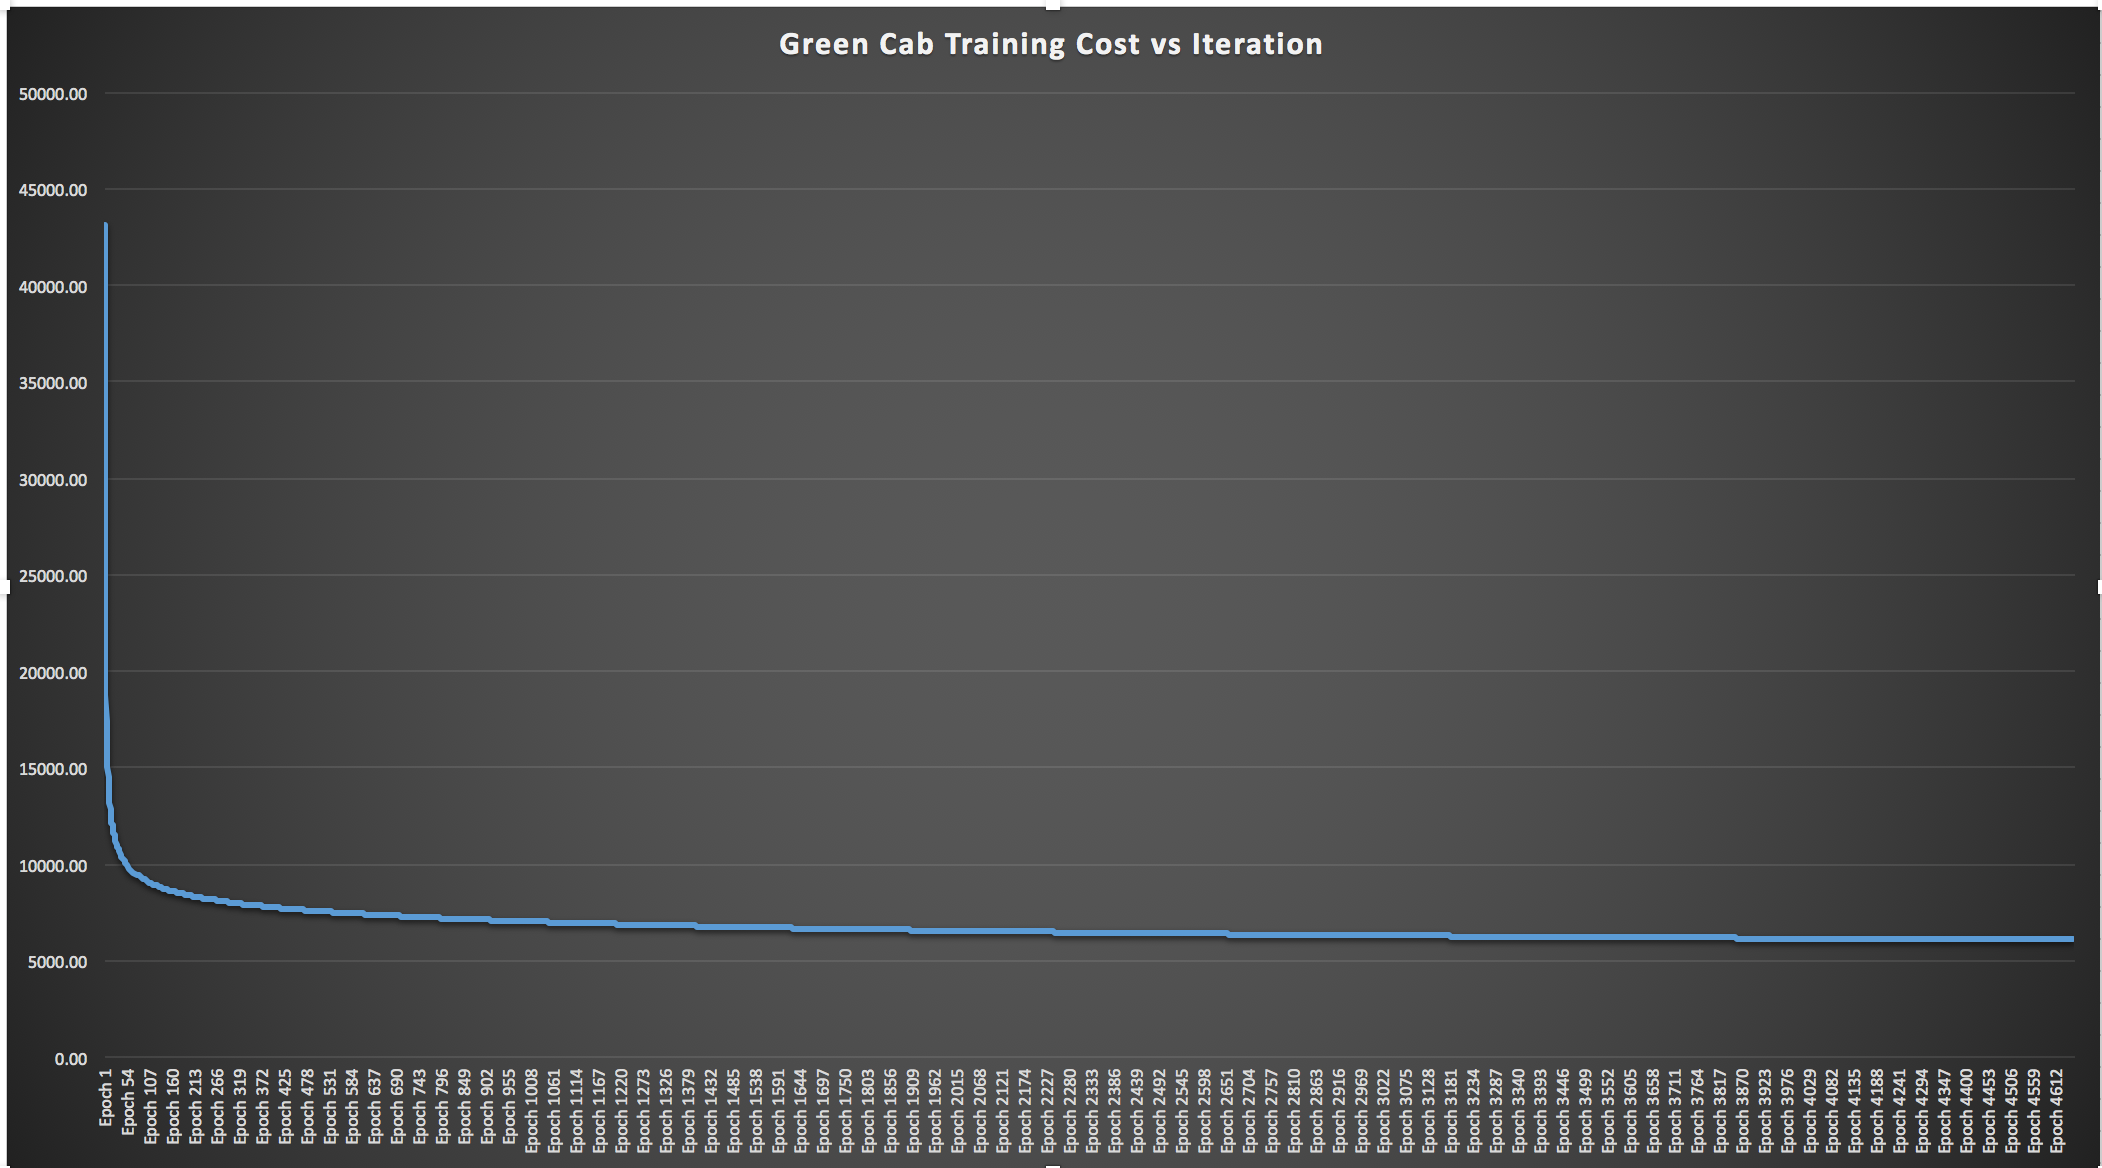 Green Cab Training Cost vs Iteration
50000.00
45000.00
40000.00
35000.00
30000.00
25000.00
20000.00
15000.00
10000.00
5000.00
0.00
Epoch 1
Epoch 54
Epoch 107
Epoch 160
Epoch 213
Epoch 266
Epoch 319
Epoch 372
Epoch 425
Epoch 478
Epoch 531
Epoch 584
Epoch 637
Epoch 690
Epoch 743
Epoch 796
Epoch 849
Epoch 902
Epoch 955
Epoch 1008
Epoch 1061
Epoch 1114
Epoch 1167
Epoch 1220
Epoch 1273
Epoch 1326
Epoch 1379
Epoch 1432
Epoch 1485
Epoch 1538
Epoch 1591
Epoch 1644
Epoch 1697
Epoch 1750
Epoch 1803
Epoch 1856
Epoch 1909
Epoch 1962
Epoch 2015
Epoch 2068
Epoch 2121
Epoch 2174
Epoch 2227
Epoch 2280
Epoch 2333
Epoch 2386
Epoch 2439
Epoch 2492
Epoch 2545
Epoch 2598
Epoch 2651
Epoch 2704
Epoch 2757
Epoch 2810
Epoch 2863
Epoch 2916
Epoch 2969
Epoch 3022
Epoch 3075
Epoch 3128
Epoch 3181
Epoch 3234
Epoch 3287
Epoch 3340
Epoch 3393
Epoch 3446
Epoch 3499
Epoch 3552
Epoch 3605
Epoch 3658
Epoch 3711
Epoch 3764
Epoch 3817
Epoch 3870
Epoch 3923
Epoch 3976
Epoch 4029
Epoch 4082
Epoch 4135
Epoch 4188
Epoch 4241
Epoch 4294
Epoch 4347
Epoch 4400
Epoch 4453
Epoch 4506
Epoch 4559
Epoch 4612